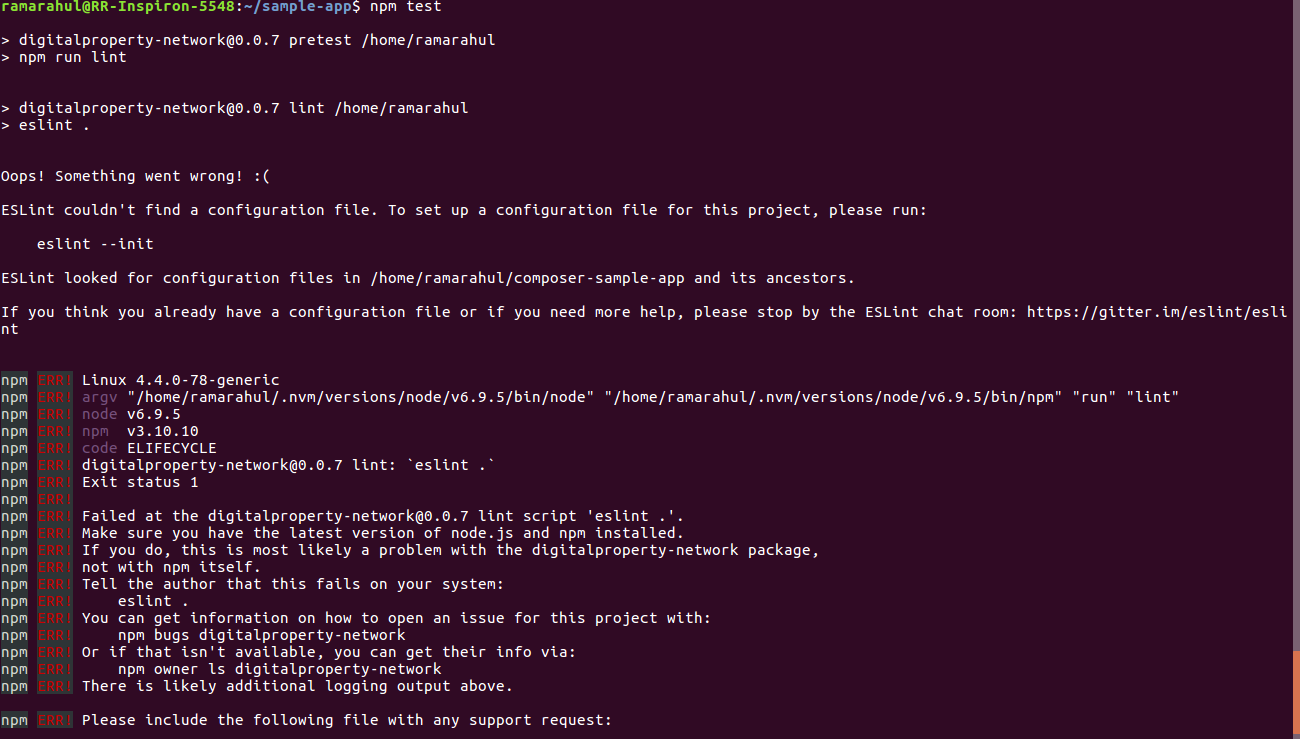 ramarahul@RR-Inspiron-5548:~/sample-app$ npm test
> digitalproperty-network@0.0.7 pretest /home/ramarahul
> npm run lint
> digitalproperty-network@0.0.7 lint /home/ramarahul
> eslint .
Oops! Something went wrong! :(
ESLint couldn't find a configuration file. To set up a configuration file for this project, please run:
    eslint --init
ESLint looked for configuration files in /home/ramarahul/composer-sample-app and its ancestors.
If you think you already have a configuration file or if you need more help, please stop by the ESLint chat room: https://gitter.im/eslint/esli
nt
npm ERR! Linux 4.4.0-78-generic
npm ERR! argv "/home/ramarahul/.nvm/versions/node/v6.9.5/bin/node" "/home/ramarahul/.nvm/versions/node/v6.9.5/bin/npm" "run" "lint"
npm ERR! node v6.9.5
npm ERR! npm  v3.10.10
npm ERR! code ELIFECYCLE
npm ERR! digitalproperty-network@0.0.7 lint: `eslint .`
npm ERR! Exit status 1
npm ERR!
npm ERR! Failed at the digitalproperty-network@0.0.7 lint script 'eslint .'.
npm ERR! Make sure you have the latest version of node.js and npm installed.
npm ERR! If you do, this is most likely a problem with the digitalproperty-network package,
npm ERR! not with npm itself.
npm ERR! Tell the author that this fails on your system:
npm ERR!     eslint .
npm ERR! You can get information on how to open an issue for this project with:
npm ERR!     npm bugs digitalproperty-network
npm ERR! Or if that isn't available, you can get their info via:
npm ERR!     npm owner ls digitalproperty-network
npm ERR! There is likely additional logging output above.
npm ERR! Please include the following file with any support request: